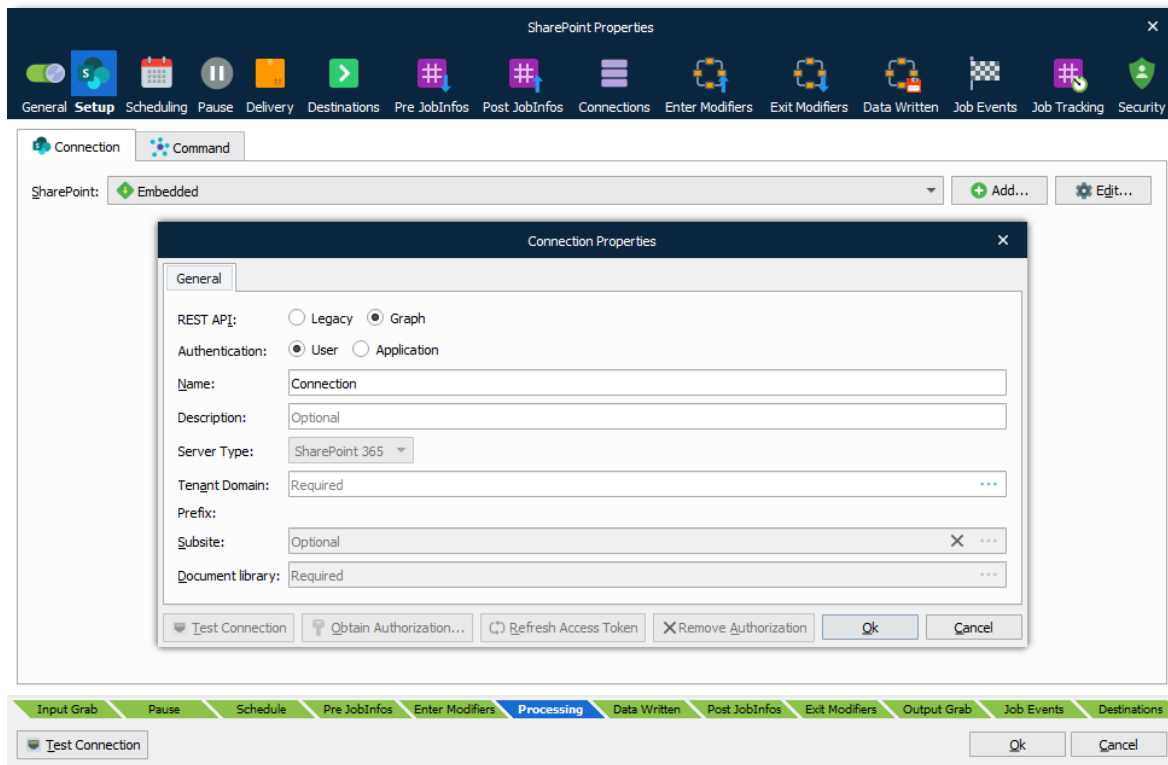 SharePoint Properties
General Setup Scheduling Pause Delivery Destinations Pre JobInfos Post JobInfos Connections Enter Modifiers Exit Modifiers Data Written Job Events Job Tracking Security
Connection Command
SharePoint: Embedded Add... Edit...
Connection Properties
General
REST API: Legacy Graph
Authentication: User Application
Name: Connection
Description: Optional
Server Type: SharePoint 365
Tenant Domain: Required ...
Prefix:
Subsite: Optional ...
Document library: Required ...
Test Connection Obtain Authorization... Refresh Access Token Remove Authorization Ok Cancel
Input Grab Pause Schedule Pre JobInfos Enter Modifiers Processing Data Written Post JobInfos Exit Modifiers Output Grab Job Events Destinations
Test Connection Ok Cancel